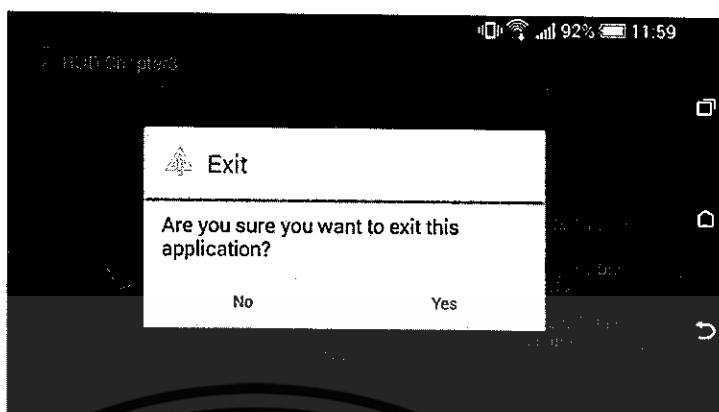 92% 11:59
Exit
Are you sure you want to exit this
application?
No Yes